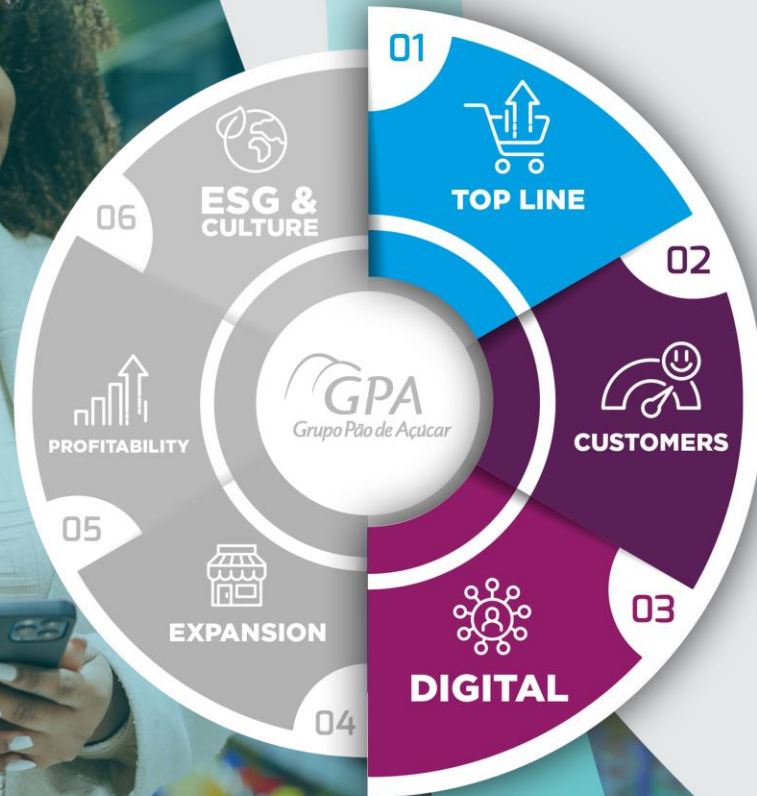 01
TOP LINE
02
CUSTOMERS
03
DIGITAL
04
EXPANSION
05
PROFITABILITY
06
ESG &
CULTURE
GPA
Grupo Pão de Açúcar